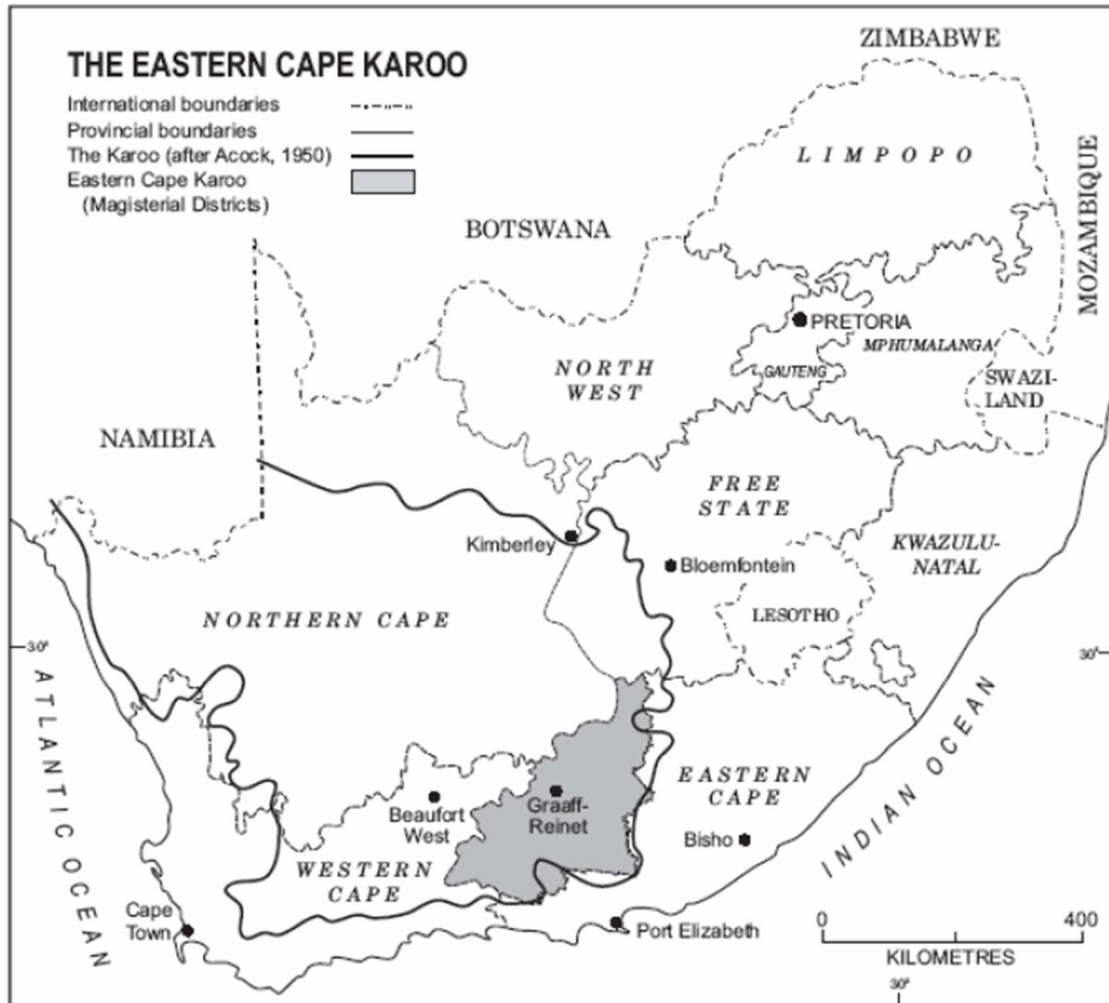 THE EASTERN CAPE KAROO
International boundaries
Provincial boundaries
The Karoo (after Acock, 1950)
Eastern Cape Karoo
(Magisterial Districts)
ZIMBABWE
LIMPOPO
MOZAMBIQUE
BOTSWANA
PRETORIA
MPHUMALANGA
GAUTENG
NORTH
WEST
SWAZI-
LAND
NAMIBIA
FREE
STATE
Kimberley
Bloemfontein
KWAZULU-
NATAL
LESOTHO
NORTHERN CAPE
30°
30°
ATLANTIC OCEAN
INDIAN OCEAN
EASTERN
CAPE
Graaff-
Reinet
Beaufort
West
Bisho
WESTERN
CAPE
Cape
Town
Port Elizabeth
0
400
KILOMETRES
30°